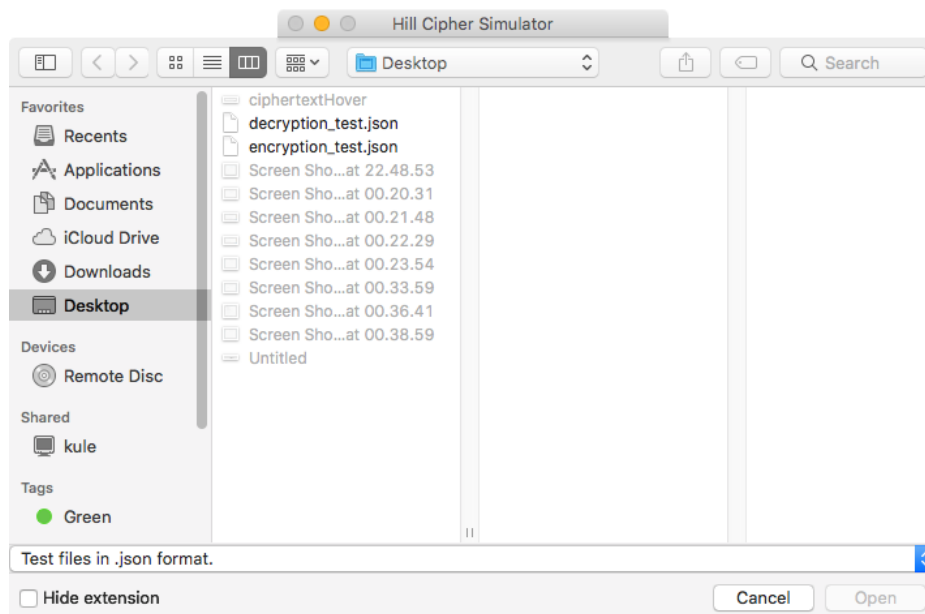 Hill Cipher Simulator
Desktop
Search
Favorites
Recents
Applications
Documents
iCloud Drive
Downloads
Desktop
Devices
Remote Disc
Shared
kule
Tags
Green
ciphertextHover
decryption_test.json
encryption_test.json
Screen Sho...at 22.48.53
Screen Sho...at 00.20.31
Screen Sho...at 00.21.48
Screen Sho...at 00.22.29
Screen Sho...at 00.23.54
Screen Sho...at 00.33.59
Screen Sho...at 00.36.41
Screen Sho...at 00.38.59
Untitled
Test files in .json format.
Hide extension
Cancel
Open